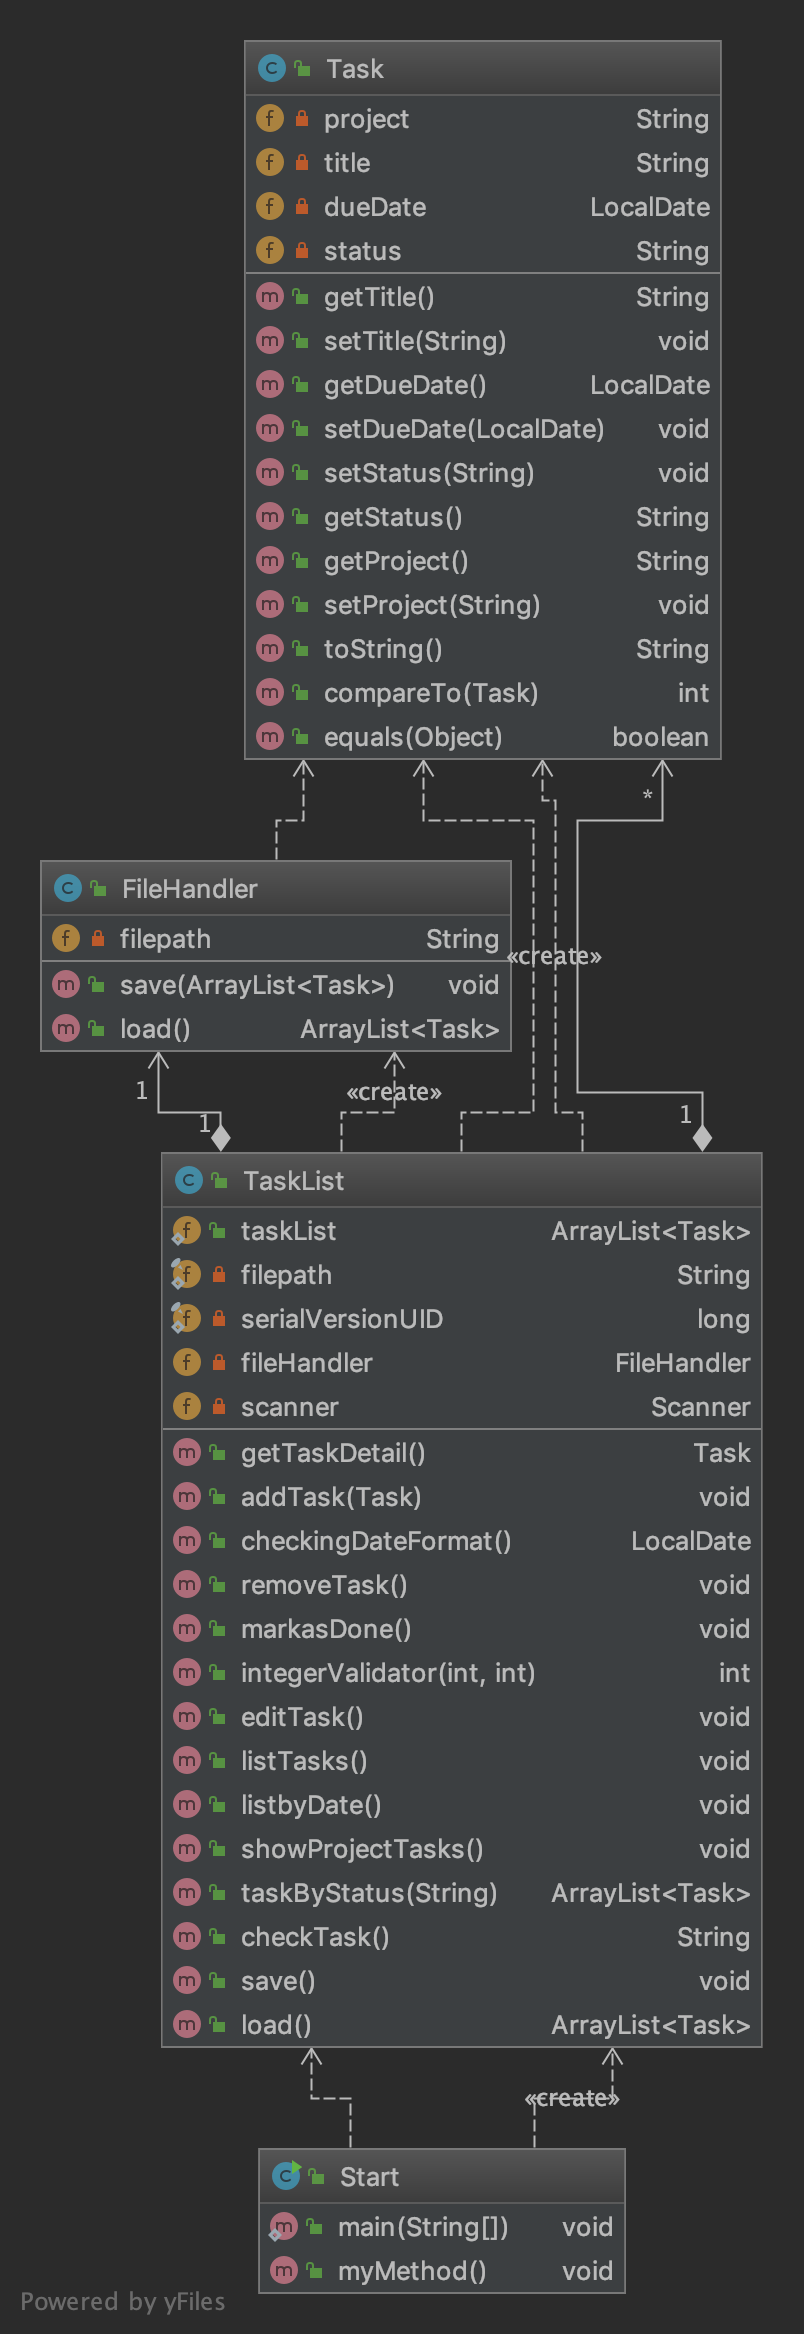 Task
project String
title String
dueDate LocalDate
status String
getTitle() String
setTitle(String) void
getDueDate() LocalDate
setDueDate(LocalDate) void
setStatus(String) void
getStatus() String
getProject() String
setProject(String) void
toString() String
compareTo(Task) int
equals(Object) boolean
*
FileHandler
filepath String
«create»
save(ArrayList<Task>) void
load() ArrayList<Task>
1 «create»
1 1
TaskList
taskList ArrayList<Task>
filepath String
serialVersionUID long
fileHandler FileHandler
scanner Scanner
getTaskDetail() Task
addTask(Task) void
checkingDateFormat() LocalDate
removeTask() void
markasDone() void
integerValidator(int, int) int
editTask() void
listTasks() void
listbyDate() void
showProjectTasks() void
taskByStatus(String) ArrayList<Task>
checkTask() String
save() void
load() ArrayList<Task>
«create»
Start
main(String[]) void
myMethod() void
Powered by yFiles